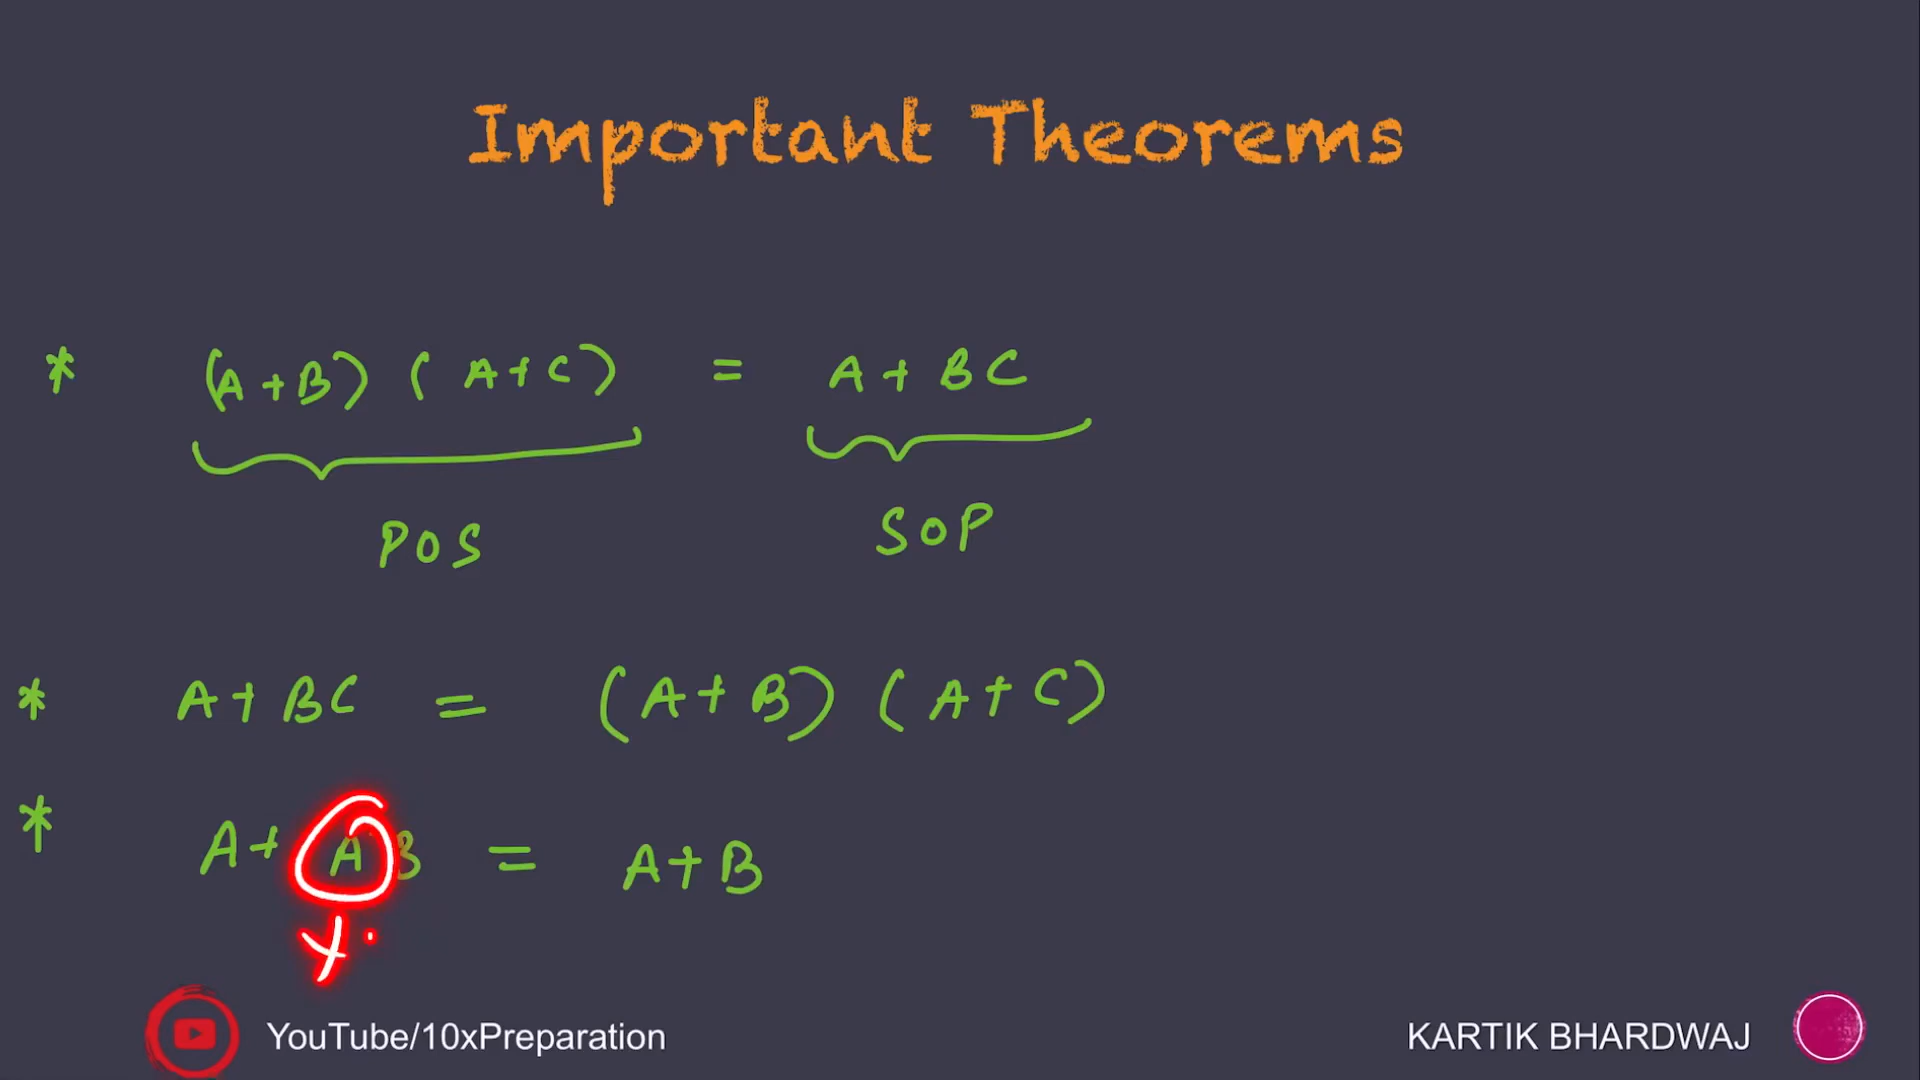 Important Theorems
* (A+B) (A+C) = A+BC
POS SOP
* A+BC = (A+B) (A+C)
* A+ A'B = A+B
YouTube/10xPreparation
KARTIK BHARDWAJ